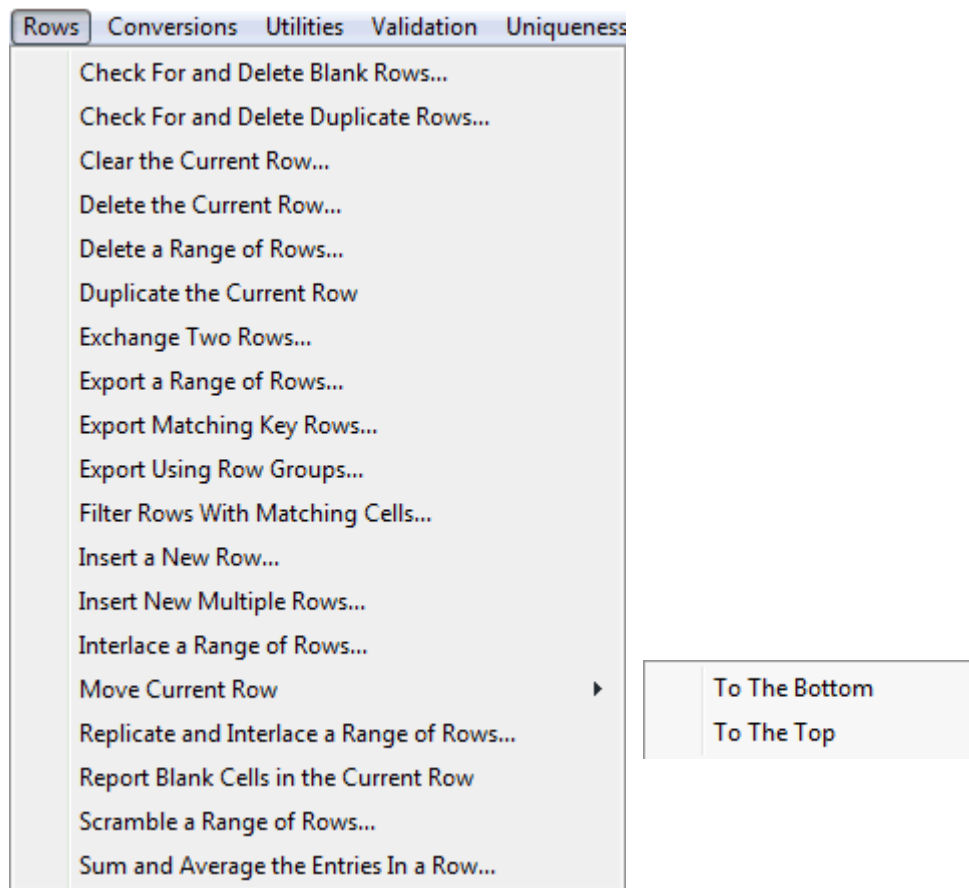 Rows Conversions Utilities Validation Uniqueness
Check For and Delete Blank Rows...
Check For and Delete Duplicate Rows...
Clear the Current Row...
Delete the Current Row...
Delete a Range of Rows...
Duplicate the Current Row
Exchange Two Rows...
Export a Range of Rows...
Export Matching Key Rows...
Export Using Row Groups...
Filter Rows With Matching Cells...
Insert a New Row...
Insert New Multiple Rows...
Interlace a Range of Rows...
Move Current Row
To The Bottom
To The Top
Replicate and Interlace a Range of Rows...
Report Blank Cells in the Current Row
Scramble a Range of Rows...
Sum and Average the Entries In a Row...